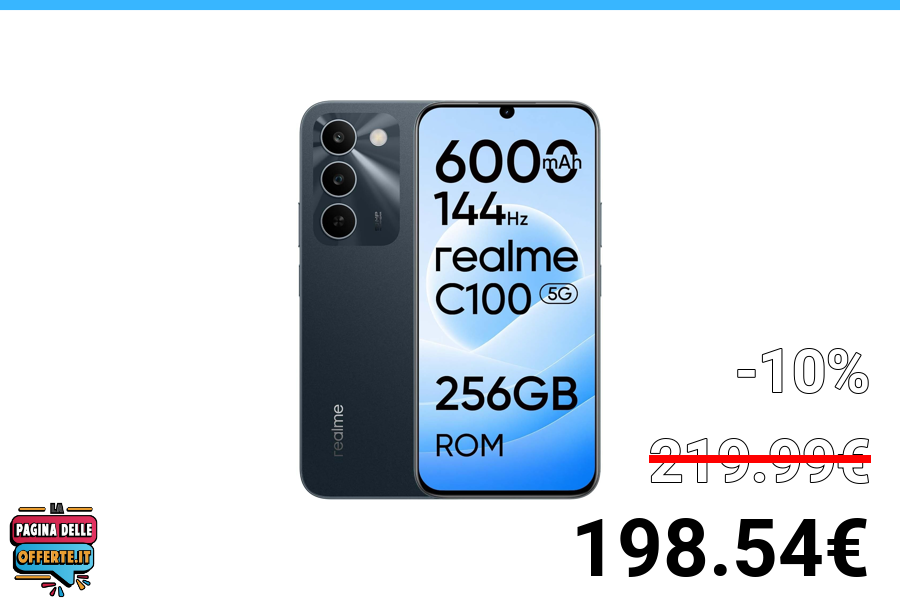 6000mAh
144Hz
realme
C100 5G
256GB
ROM
realme
-10%
219.99€
198.54€
LA
PAGINA DELLE
OFFERTE.IT